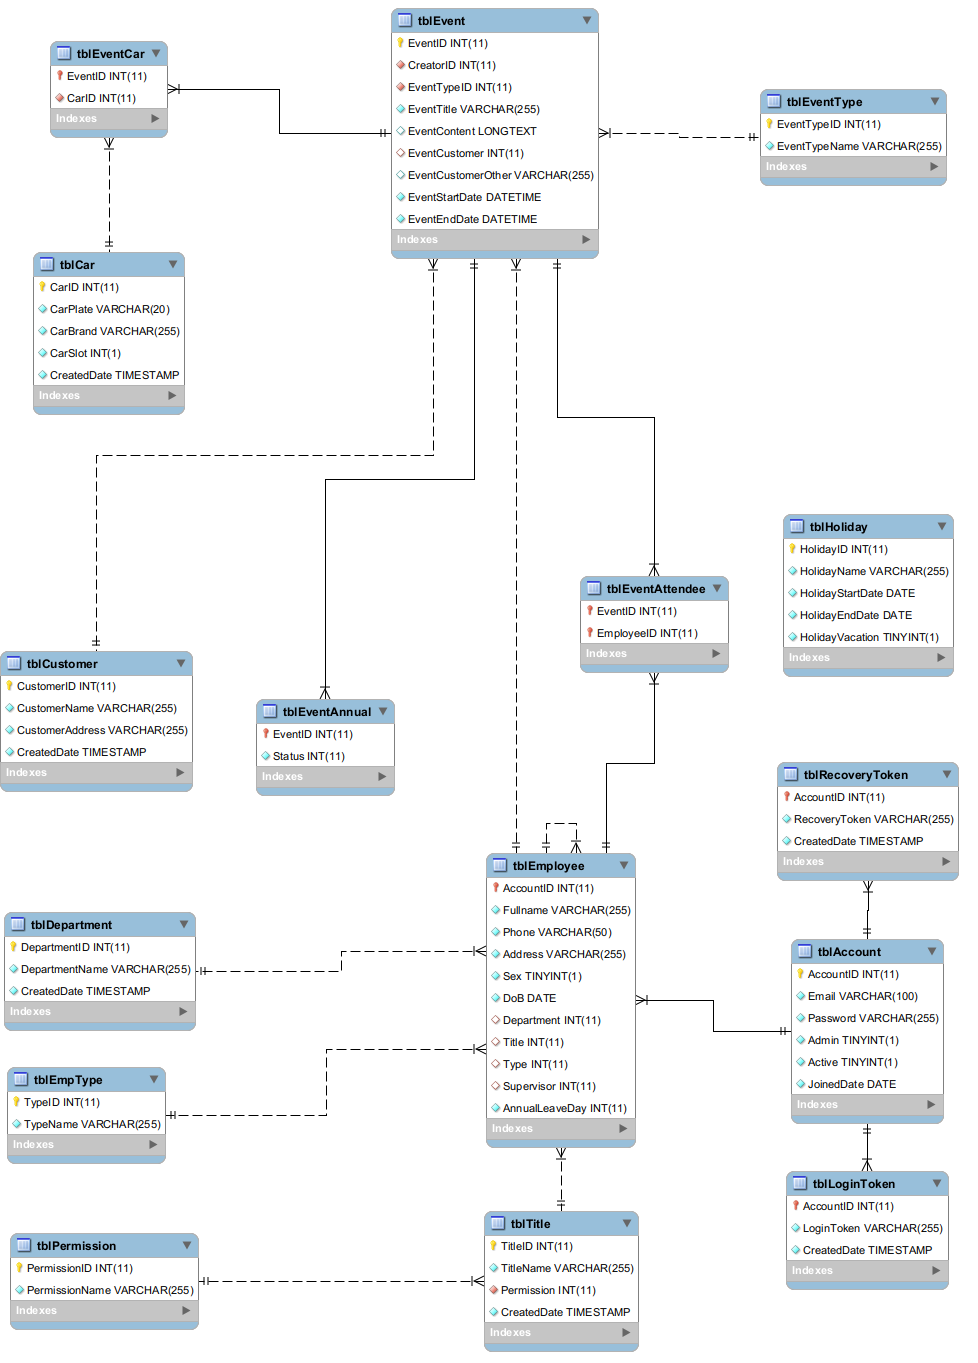 tblEvent
EventID INT(11)
CreatorID INT(11)
EventTypeID INT(11)
EventTitle VARCHAR(255)
EventContent LONGTEXT
EventCustomer INT(11)
EventCustomerOther VARCHAR(255)
EventStartDate DATETIME
EventEndDate DATETIME
Indexes
tblEventCar
EventID INT(11)
CarID INT(11)
Indexes
tblEventType
EventTypeID INT(11)
EventTypeName VARCHAR(255)
Indexes
tblCar
CarID INT(11)
CarPlate VARCHAR(20)
CarBrand VARCHAR(255)
CarSlot INT(1)
CreatedDate TIMESTAMP
Indexes
tblHoliday
HolidayID INT(11)
HolidayName VARCHAR(255)
HolidayStartDate DATE
HolidayEndDate DATE
HolidayVacation TINYINT(1)
Indexes
tblEventAttendee
EventID INT(11)
EmployeeID INT(11)
Indexes
tblCustomer
CustomerID INT(11)
CustomerName VARCHAR(255)
CustomerAddress VARCHAR(255)
CreatedDate TIMESTAMP
Indexes
tblEventAnnual
EventID INT(11)
Status INT(11)
Indexes
tblRecoveryToken
AccountID INT(11)
RecoveryToken VARCHAR(255)
CreatedDate TIMESTAMP
Indexes
tblEmployee
AccountID INT(11)
Fullname VARCHAR(255)
Phone VARCHAR(50)
Address VARCHAR(255)
Sex TINYINT(1)
DoB DATE
Department INT(11)
Title INT(11)
Type INT(11)
Supervisor INT(11)
AnnualLeaveDay INT(11)
Indexes
tblDepartment
DepartmentID INT(11)
DepartmentName VARCHAR(255)
CreatedDate TIMESTAMP
Indexes
tblAccount
AccountID INT(11)
Email VARCHAR(100)
Password VARCHAR(255)
Admin TINYINT(1)
Active TINYINT(1)
JoinedDate DATE
Indexes
tblEmpType
TypeID INT(11)
TypeName VARCHAR(255)
Indexes
tblLoginToken
AccountID INT(11)
LoginToken VARCHAR(255)
CreatedDate TIMESTAMP
Indexes
tblTitle
TitleID INT(11)
TitleName VARCHAR(255)
Permission INT(11)
CreatedDate TIMESTAMP
Indexes
tblPermission
PermissionID INT(11)
PermissionName VARCHAR(255)
Indexes